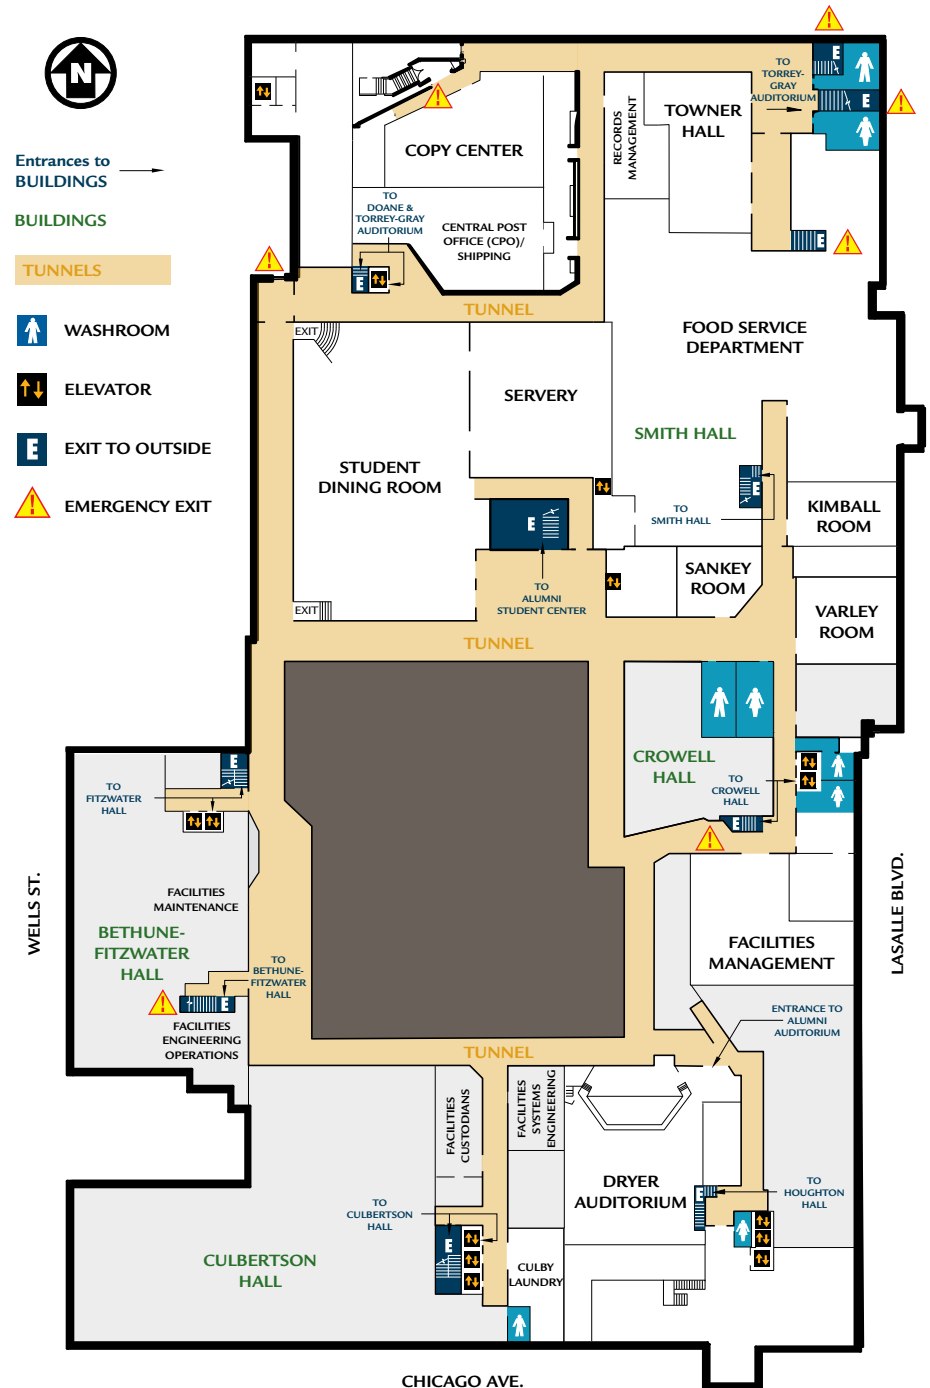 N
Entrances to
BUILDINGS
BUILDINGS
TUNNELS
WASHROOM
ELEVATOR
E
EXIT TO OUTSIDE
EMERGENCY EXIT
COPY CENTER
TO
DOANE &
TORREY-GRAY
AUDITORIUM
CENTRAL POST
OFFICE (CPO)/
SHIPPING
E
RECORDS
MANAGEMENT
TOWNER
HALL
TO
TORREY-
GRAY
AUDITORIUM
E
E
E
TUNNEL
EXIT
FOOD SERVICE
DEPARTMENT
SERVERY
SMITH HALL
STUDENT
DINING ROOM
E
TO
SMITH HALL
E
KIMBALL
ROOM
SANKEY
ROOM
TO
ALUMNI
STUDENT CENTER
EXIT
VARLEY
ROOM
TUNNEL
CROWELL
HALL
TO
CROWELL
HALL
E
E
TO
FITZWATER
HALL
FACILITIES
MAINTENANCE
BETHUNE-
FITZWATER
HALL
TO
BETHUNE-
FITZWATER
HALL
E
FACILITIES
ENGINEERING
OPERATIONS
WELLS ST.
LASALLE BLVD.
FACILITIES
MANAGEMENT
ENTRANCE TO
ALUMNI
AUDITORIUM
TUNNEL
FACILITIES
CUSTODIANS
FACILITIES
SYSTEMS
ENGINEERING
DRYER
AUDITORIUM
E
TO
HOUGHTON
HALL
TO
CULBERTSON
HALL
E
CULBERTSON
HALL
CULBY
LAUNDRY
CHICAGO AVE.